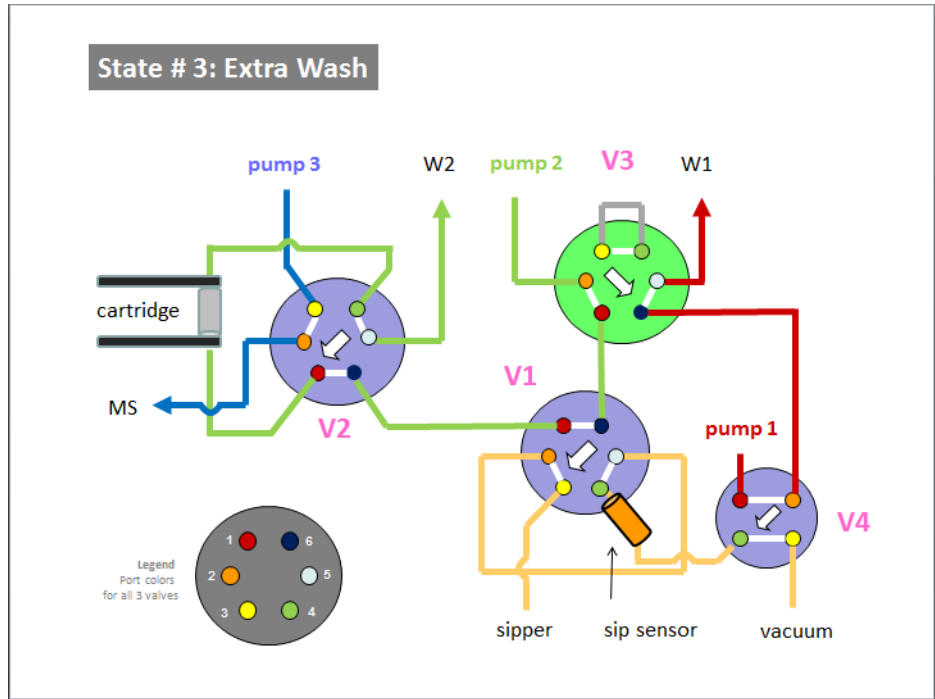 State # 3: Extra Wash
pump 3
W2
pump 2
V3
W1
cartridge
MS
V2
V1
pump 1
V4
Legend
Port colors
for all 3 valves
1
6
2
5
3
4
sipper
sip sensor
vacuum